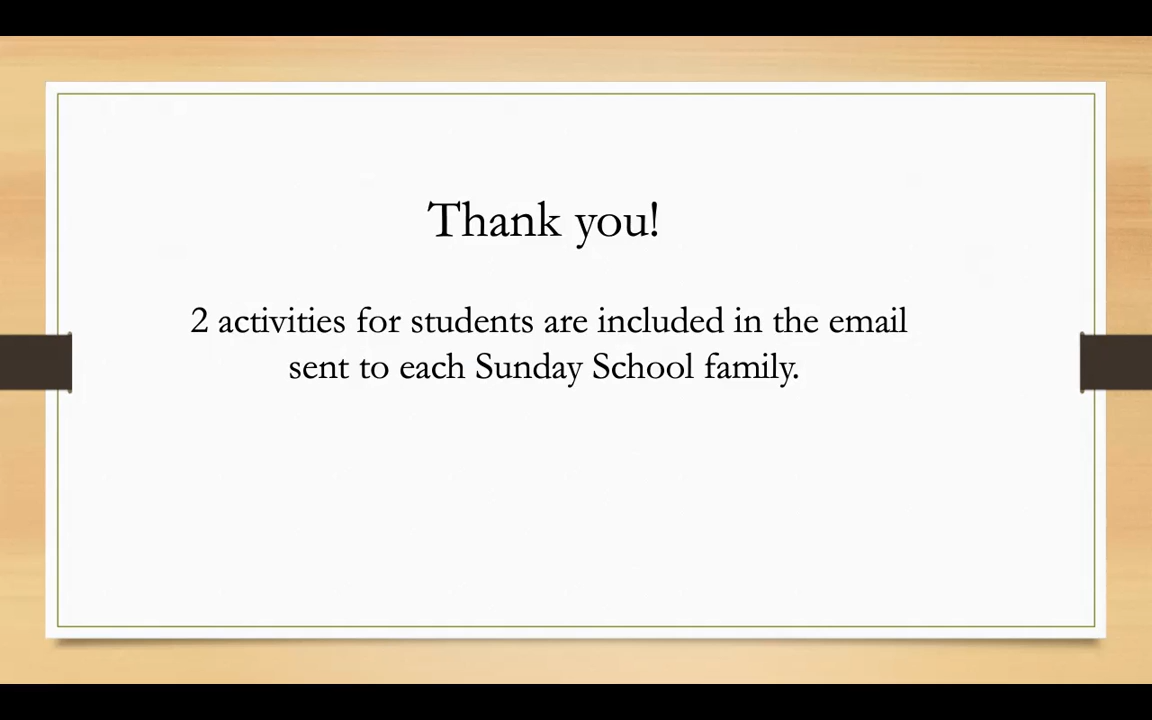 Thank you!
2 activities for students are included in the email
sent to each Sunday School family.